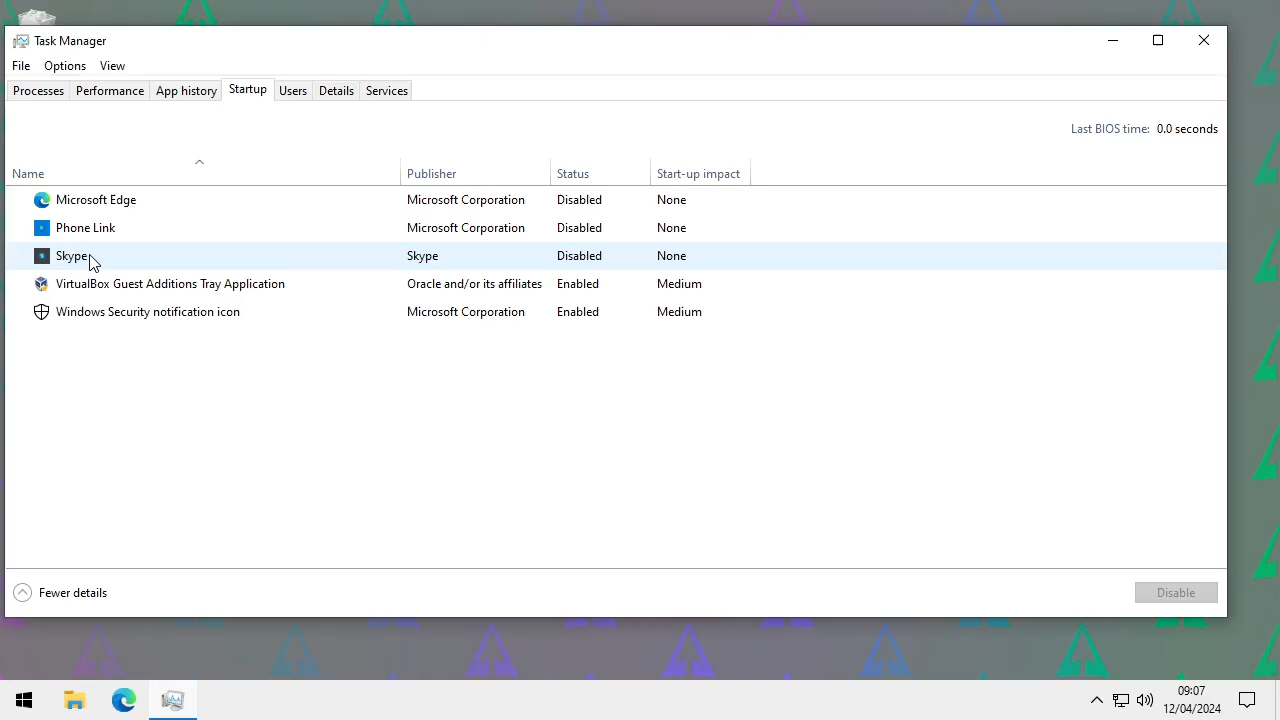 Task Manager
File Options View
Processes Performance App history Startup Users Details Services
Last BIOS time: 0.0 seconds
Name Publisher Status Start-up impact
Microsoft Edge Microsoft Corporation Disabled None
Phone Link Microsoft Corporation Disabled None
Skype Skype Disabled None
VirtualBox Guest Additions Tray Application Oracle and/or its affiliates Enabled Medium
Windows Security notification icon Microsoft Corporation Enabled Medium
Fewer details Disable
09:07
12/04/2024